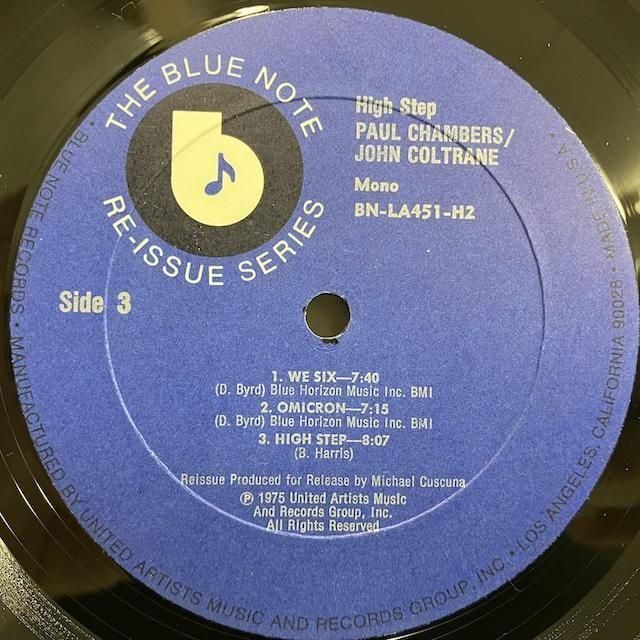 THE BLUE NOTE
RE-ISSUE SERIES
High Step
PAUL CHAMBERS/
JOHN COLTRANE
Mono
BN-LA451-H2
Side 3
1. WE SIX—7:40
(D. Byrd) Blue Horizon Music Inc. BMI
2. OMICRON—7:15
(D. Byrd) Blue Horizon Music Inc. BMI
3. HIGH STEP—8:07
(B. Harris)
Reissue Produced for Release by Michael Cuscuna
℗ 1975 United Artists Music
And Records Group, Inc.
All Rights Reserved
• BLUE NOTE RECORDS • MANUFACTURED BY UNITED ARTISTS MUSIC AND RECORDS GROUP, INC • LOS ANGELES, CALIFORNIA 90028 • MADE IN U.S.A. •